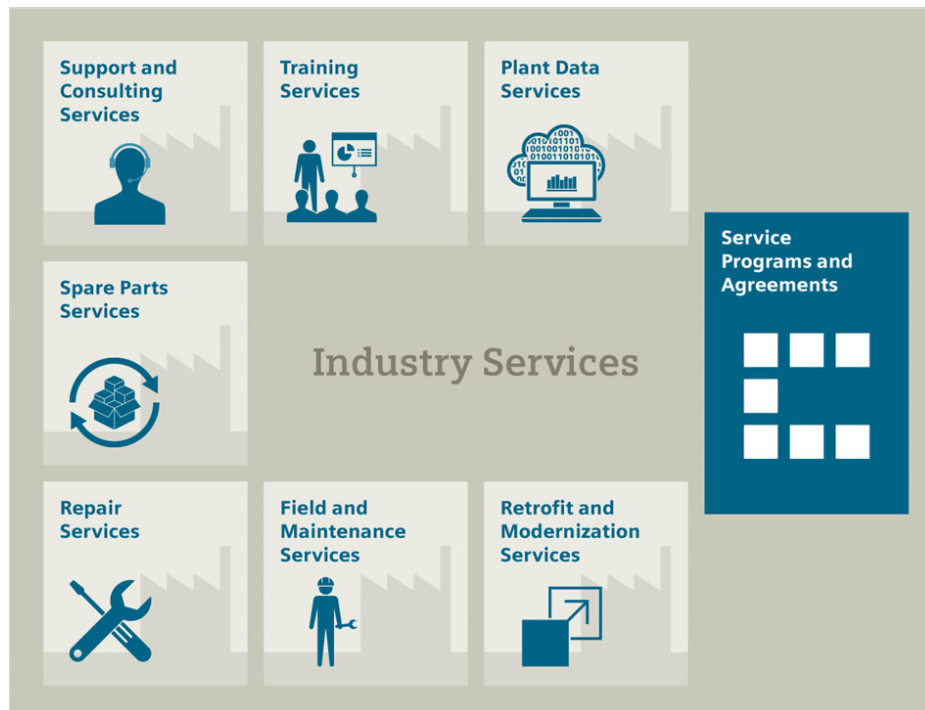 Support and
Consulting
Services
Training
Services
Plant Data
Services
Service
Programs and
Agreements
Spare Parts
Services
Industry Services
Repair
Services
Field and
Maintenance
Services
Retrofit and
Modernization
Services